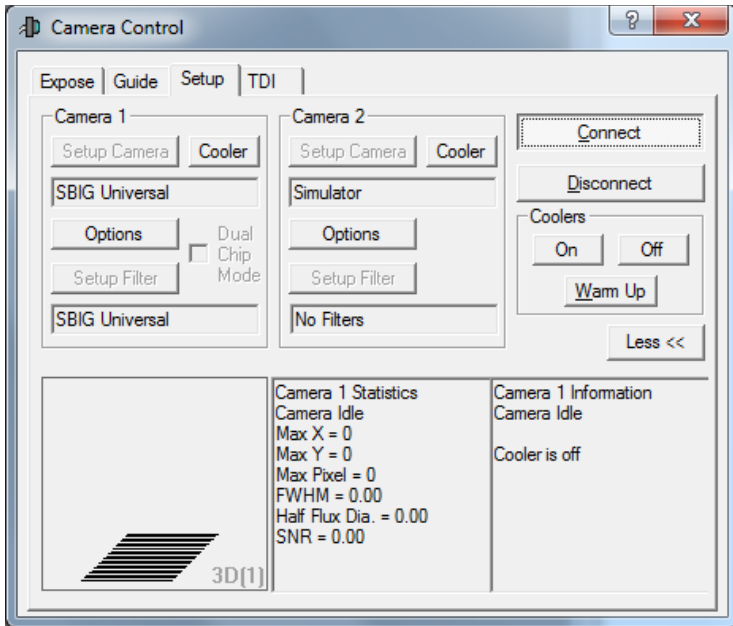 Camera Control
Expose Guide Setup TDI
Camera 1
Setup Camera Cooler
SBIG Universal
Options
Dual
Chip
Mode
Setup Filter
SBIG Universal
Camera 2
Setup Camera Cooler
Simulator
Options
Setup Filter
No Filters
Connect
Disconnect
Coolers
On Off
Warm Up
Less <<
3D(1)
Camera 1 Statistics
Camera Idle
Max X = 0
Max Y = 0
Max Pixel = 0
FWHM = 0.00
Half Flux Dia. = 0.00
SNR = 0.00
Camera 1 Information
Camera Idle
Cooler is off